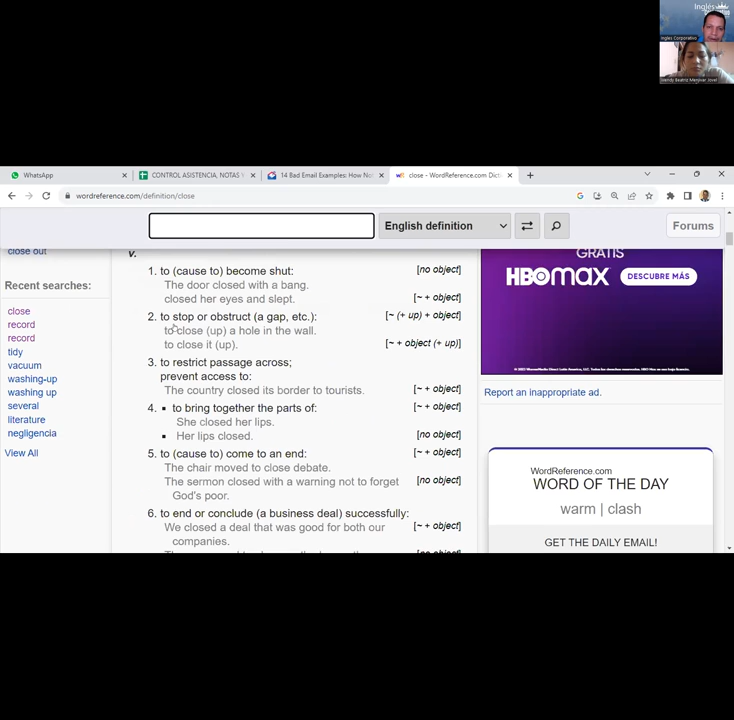 Inglés
Inglés Corporativo
Wendy Beatriz Menjivar Jovel
WhatsApp
CONTROL ASISTENCIA, NOTAS Y
14 Bad Email Examples: How Not
close - WordReference.com Dict
wordreference.com/definition/close
English definition
Forums
close out
Recent searches:
close
record
record
tidy
vacuum
washing-up
washing up
several
literature
negligencia
View All
v.
1. to (cause to) become shut: [no object]
The door closed with a bang.
closed her eyes and slept. [~ + object]
2. to stop or obstruct (a gap, etc.): [~ (+ up) + object]
to close (up) a hole in the wall.
to close it (up). [~ + object (+ up)]
3. to restrict passage across;
prevent access to:
The country closed its border to tourists. [~ + object]
4. ▪ to bring together the parts of: [~ + object]
She closed her lips.
▪ Her lips closed. [no object]
5. to (cause to) come to an end: [~ + object]
The chair moved to close debate.
The sermon closed with a warning not to forget [no object]
God's poor.
6. to end or conclude (a business deal) successfully:
We closed a deal that was good for both our [~ + object]
companies.
GRATIS
HBOmax DESCUBRE MÁS
Report an inappropriate ad.
WordReference.com
WORD OF THE DAY
warm | clash
GET THE DAILY EMAIL!